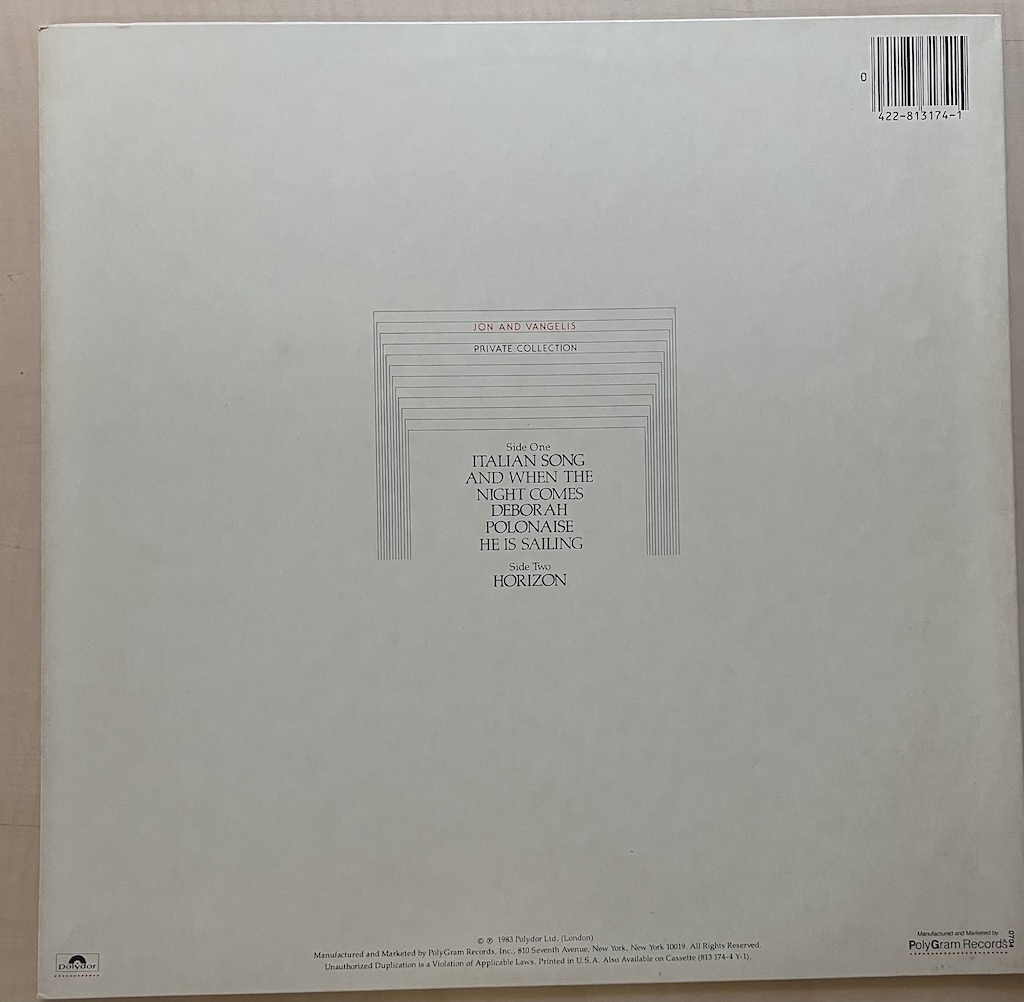 0
422-813174-1
JON AND VANGELIS
PRIVATE COLLECTION
Side One
ITALIAN SONG
AND WHEN THE
NIGHT COMES
DEBORAH
POLONAISE
HE IS SAILING
Side Two
HORIZON
© ℗ 1983 Polydor Ltd. (London)
Manufactured and Marketed by PolyGram Records, Inc., 810 Seventh Avenue, New York, New York 10019. All Rights Reserved.
Unauthorized Duplication is a Violation of Applicable Laws. Printed in U.S.A. Also Available on Cassette (813 174-4 Y-1).
Polydor
Manufactured and Marketed by
PolyGram Records
0704